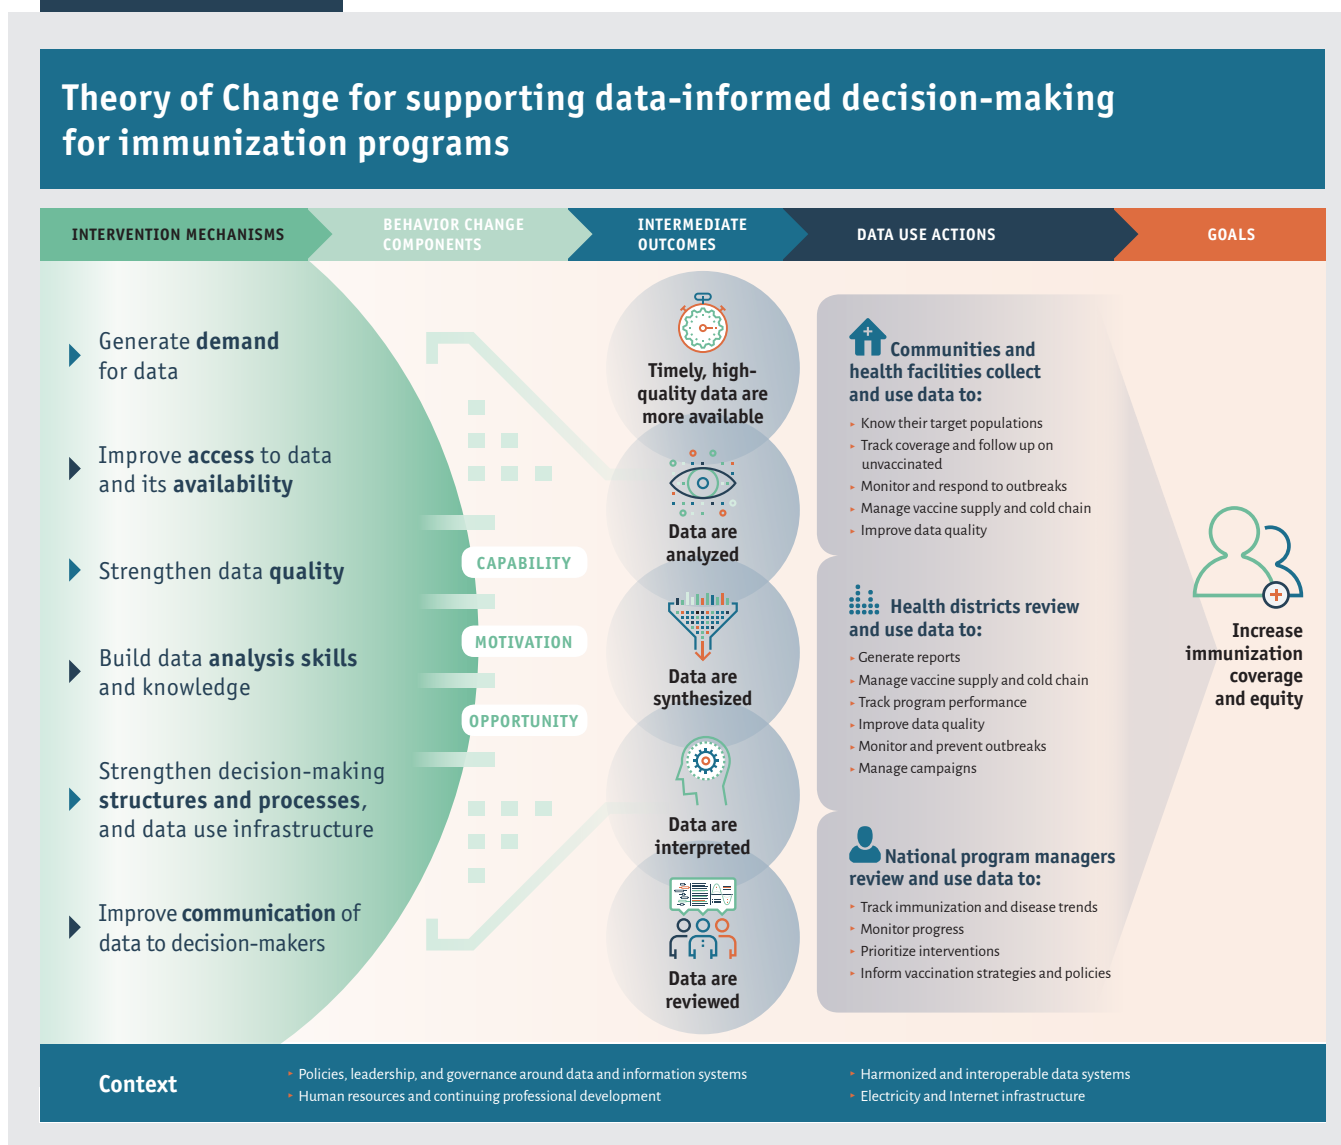 Theory of Change for supporting data-informed decision-making
for immunization programs
INTERVENTION MECHANISMS
BEHAVIOR CHANGE
COMPONENTS
INTERMEDIATE
OUTCOMES
DATA USE ACTIONS
GOALS
Generate demand
for data
Improve access to data
and its availability
Strengthen data quality
Build data analysis skills
and knowledge
Strengthen decision-making
structures and processes,
and data use infrastructure
Improve communication of
data to decision-makers
CAPABILITY
MOTIVATION
OPPORTUNITY
Timely, high-
quality data are
more available
Data are
analyzed
Data are
synthesized
Data are
interpreted
Data are
reviewed
Communities and
health facilities collect
and use data to:
Know their target populations
Track coverage and follow up on
unvaccinated
Monitor and respond to outbreaks
Manage vaccine supply and cold chain
Improve data quality
Health districts review
and use data to:
Generate reports
Manage vaccine supply and cold chain
Track program performance
Improve data quality
Monitor and prevent outbreaks
Manage campaigns
National program managers
review and use data to:
Track immunization and disease trends
Monitor progress
Prioritize interventions
Inform vaccination strategies and policies
Increase
immunization
coverage
and equity
Context
Policies, leadership, and governance around data and information systems
Human resources and continuing professional development
Harmonized and interoperable data systems
Electricity and Internet infrastructure